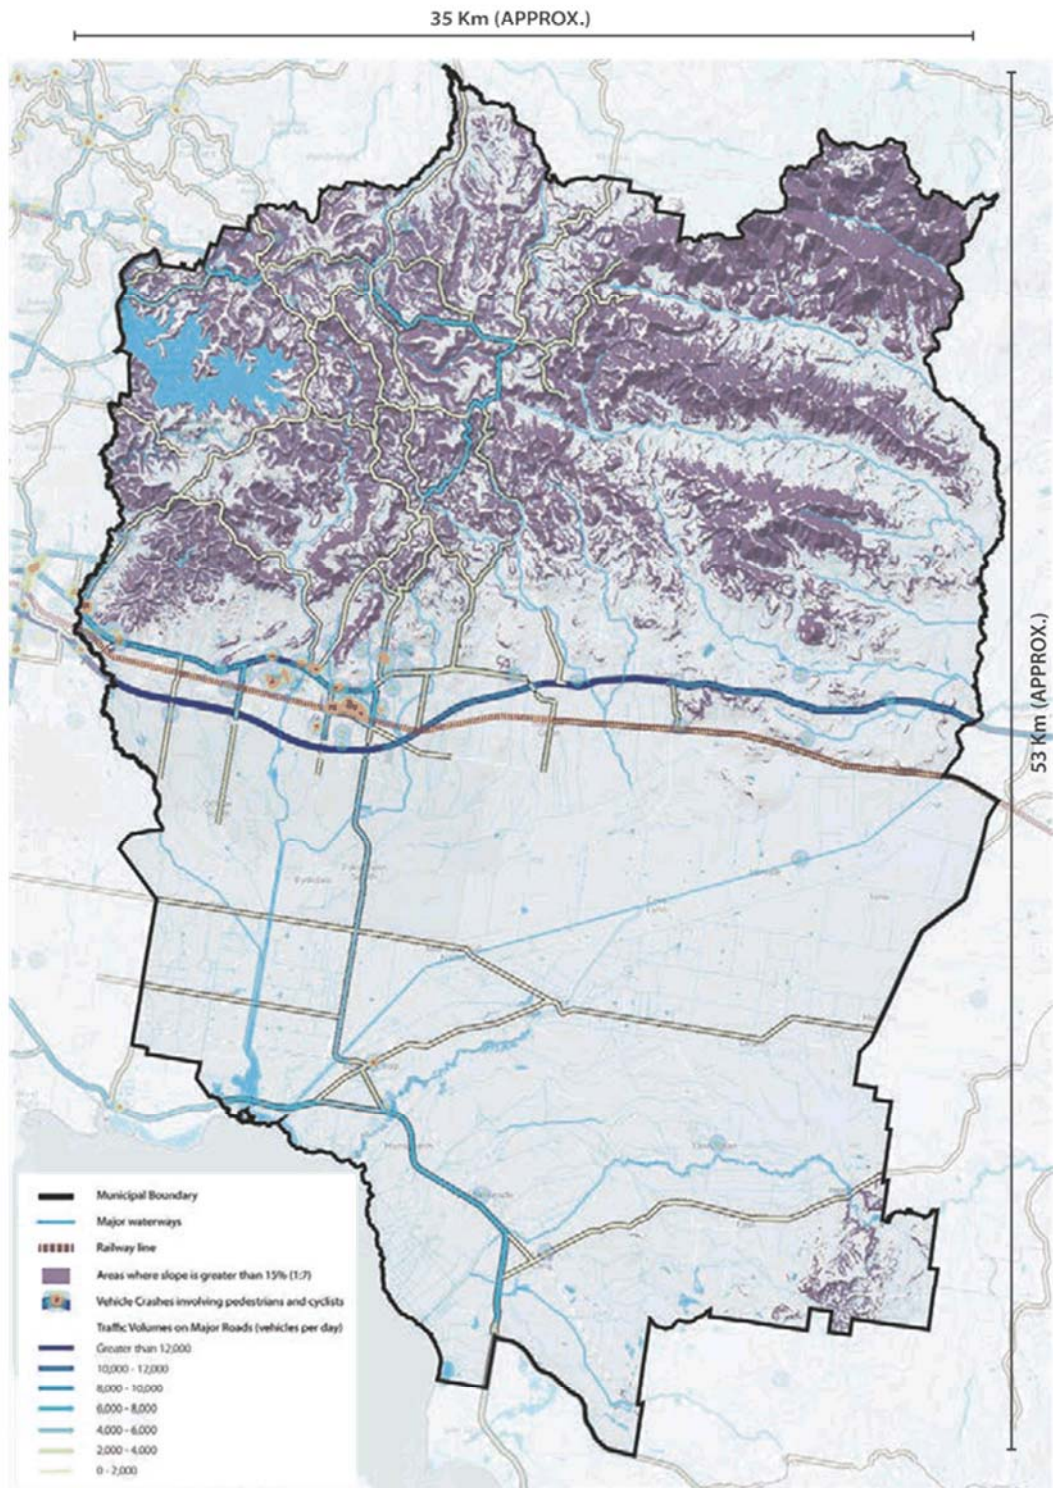 35 Km (APPROX.)
53 Km (APPROX.)
Municipal Boundary
Major waterways
Railway line
Areas where slope is greater than 15% (1:7)
Vehicle Crashes involving pedestrians and cyclists
Traffic Volumes on Major Roads (vehicles per day)
Greater than 12,000
10,000 - 12,000
8,000 - 10,000
6,000 - 8,000
4,000 - 6,000
2,000 - 4,000
0 - 2,000